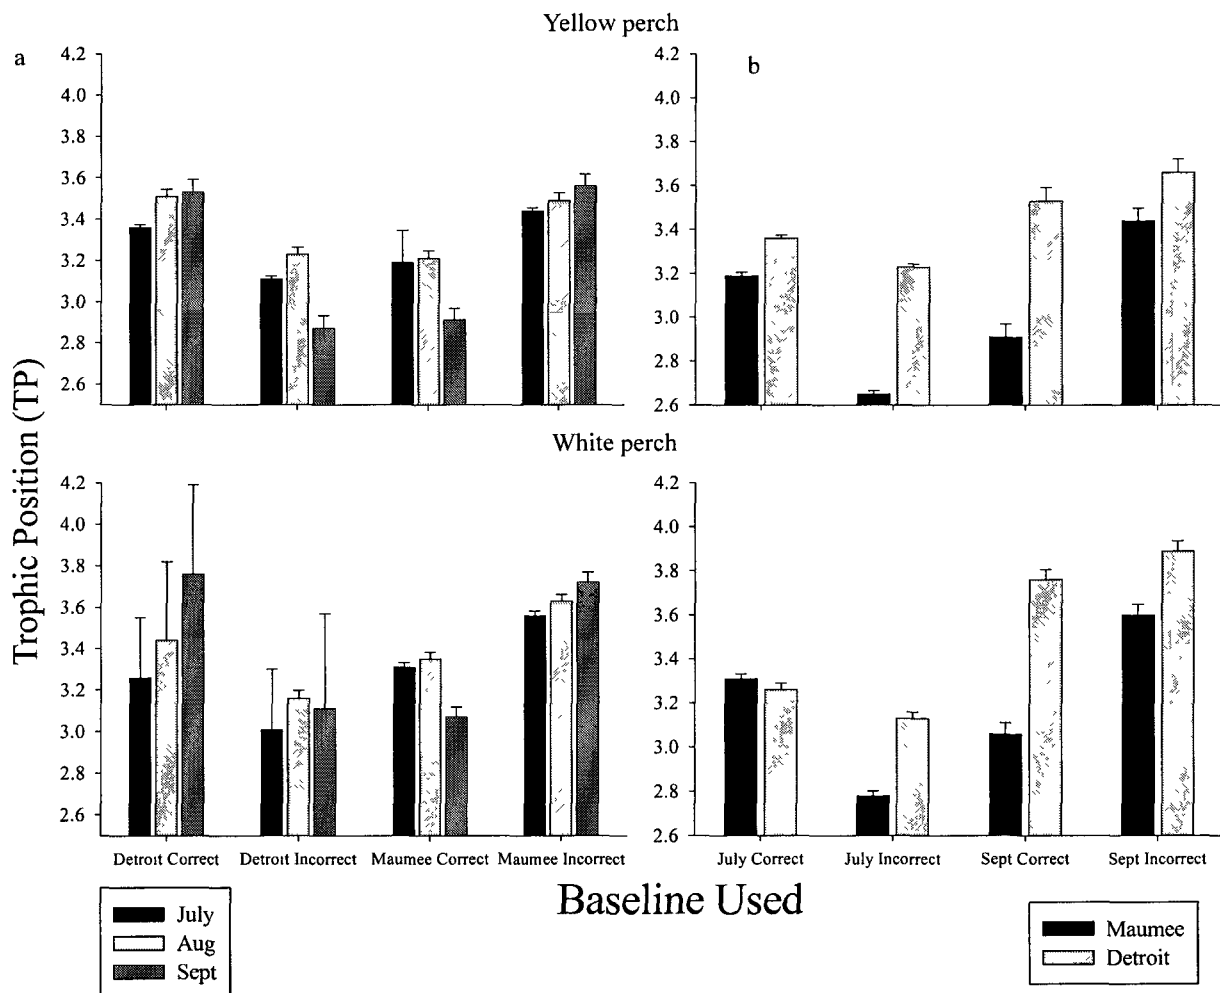 Yellow perch
a
b
4.2
4.0
3.8
3.6
3.4
3.2
3.0
2.8
2.6
4.2
4.0
3.8
3.6
3.4
3.2
3.0
2.8
2.6
White perch
4.2
4.0
3.8
3.6
3.4
3.2
3.0
2.8
2.6
4.2
4.0
3.8
3.6
3.4
3.2
3.0
2.8
2.6
Trophic Position (TP)
Detroit Correct Detroit Incorrect Maumee Correct Maumee Incorrect
July Correct July Incorrect Sept Correct Sept Incorrect
Baseline Used
July
Aug
Sept
Maumee
Detroit